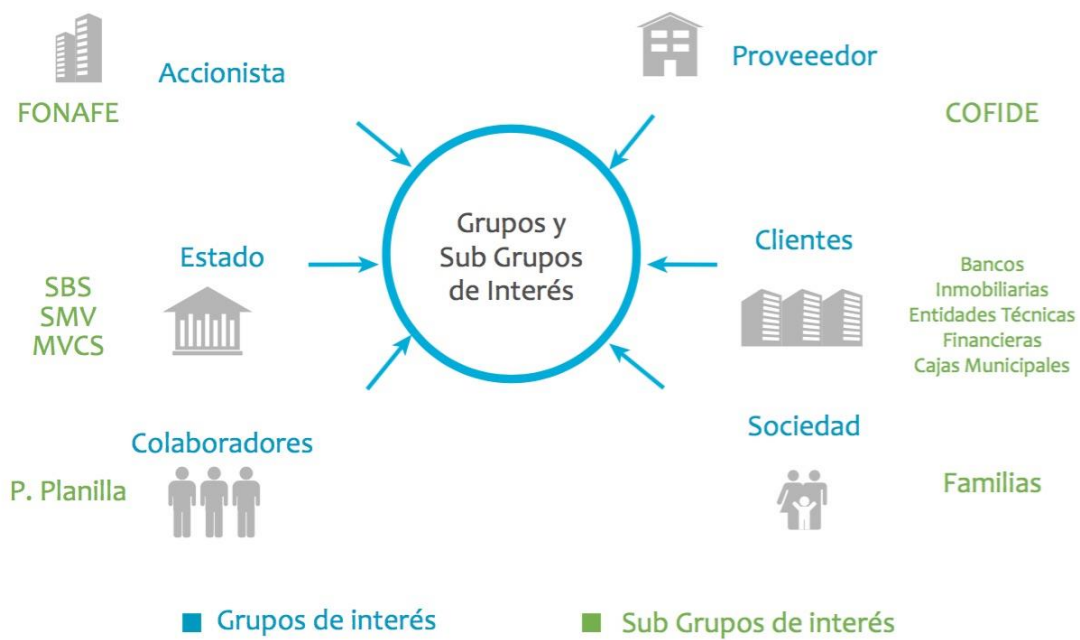 Accionista
FONAFE
Proveeedor
COFIDE
Grupos y
Sub Grupos
de Interés
Estado
SBS
SMV
MVCS
Clientes
Bancos
Inmobiliarias
Entidades Técnicas
Financieras
Cajas Municipales
Colaboradores
P. Planilla
Sociedad
Familias
Grupos de interés
Sub Grupos de interés